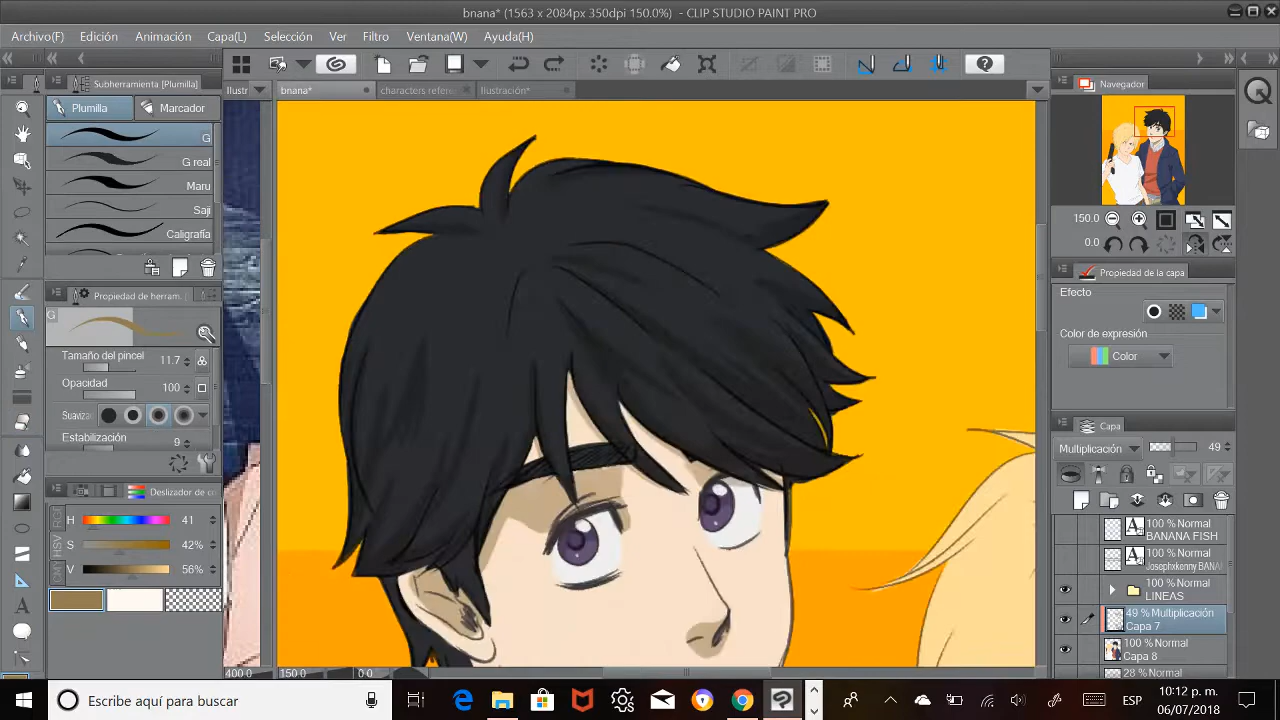 bnana* (1563 x 2084px 350dpi 150.0%) - CLIP STUDIO PAINT PRO
Archivo(F) Edición Animación Capa(L) Selección Ver Filtro Ventana(W) Ayuda(H)
Subherramienta [Plumilla]
Plumilla Marcador
G
G real
Maru
Saji
Caligrafía
Propiedad de herram.
G
Tamaño del pincel 11.7
Opacidad 100
Suaviza
Estabilización 9
Deslizador de co
HSV
H 41
S 42%
V 56%
Ilustr bnana* characters refere Ilustración*
400.0 150.0 0.0
Navegador
150.0
0.0
Propiedad de la capa
Efecto
Color de expresión
Color
Capa
Multiplicación 49
100 % Normal
BANANA FISH
100 % Normal
100 % Normal
LINEAS
49 % Multiplicación
Capa 7
100 % Normal
Capa 8
28 % Normal
Escribe aquí para buscar
ESP
10:12 p. m.
06/07/2018